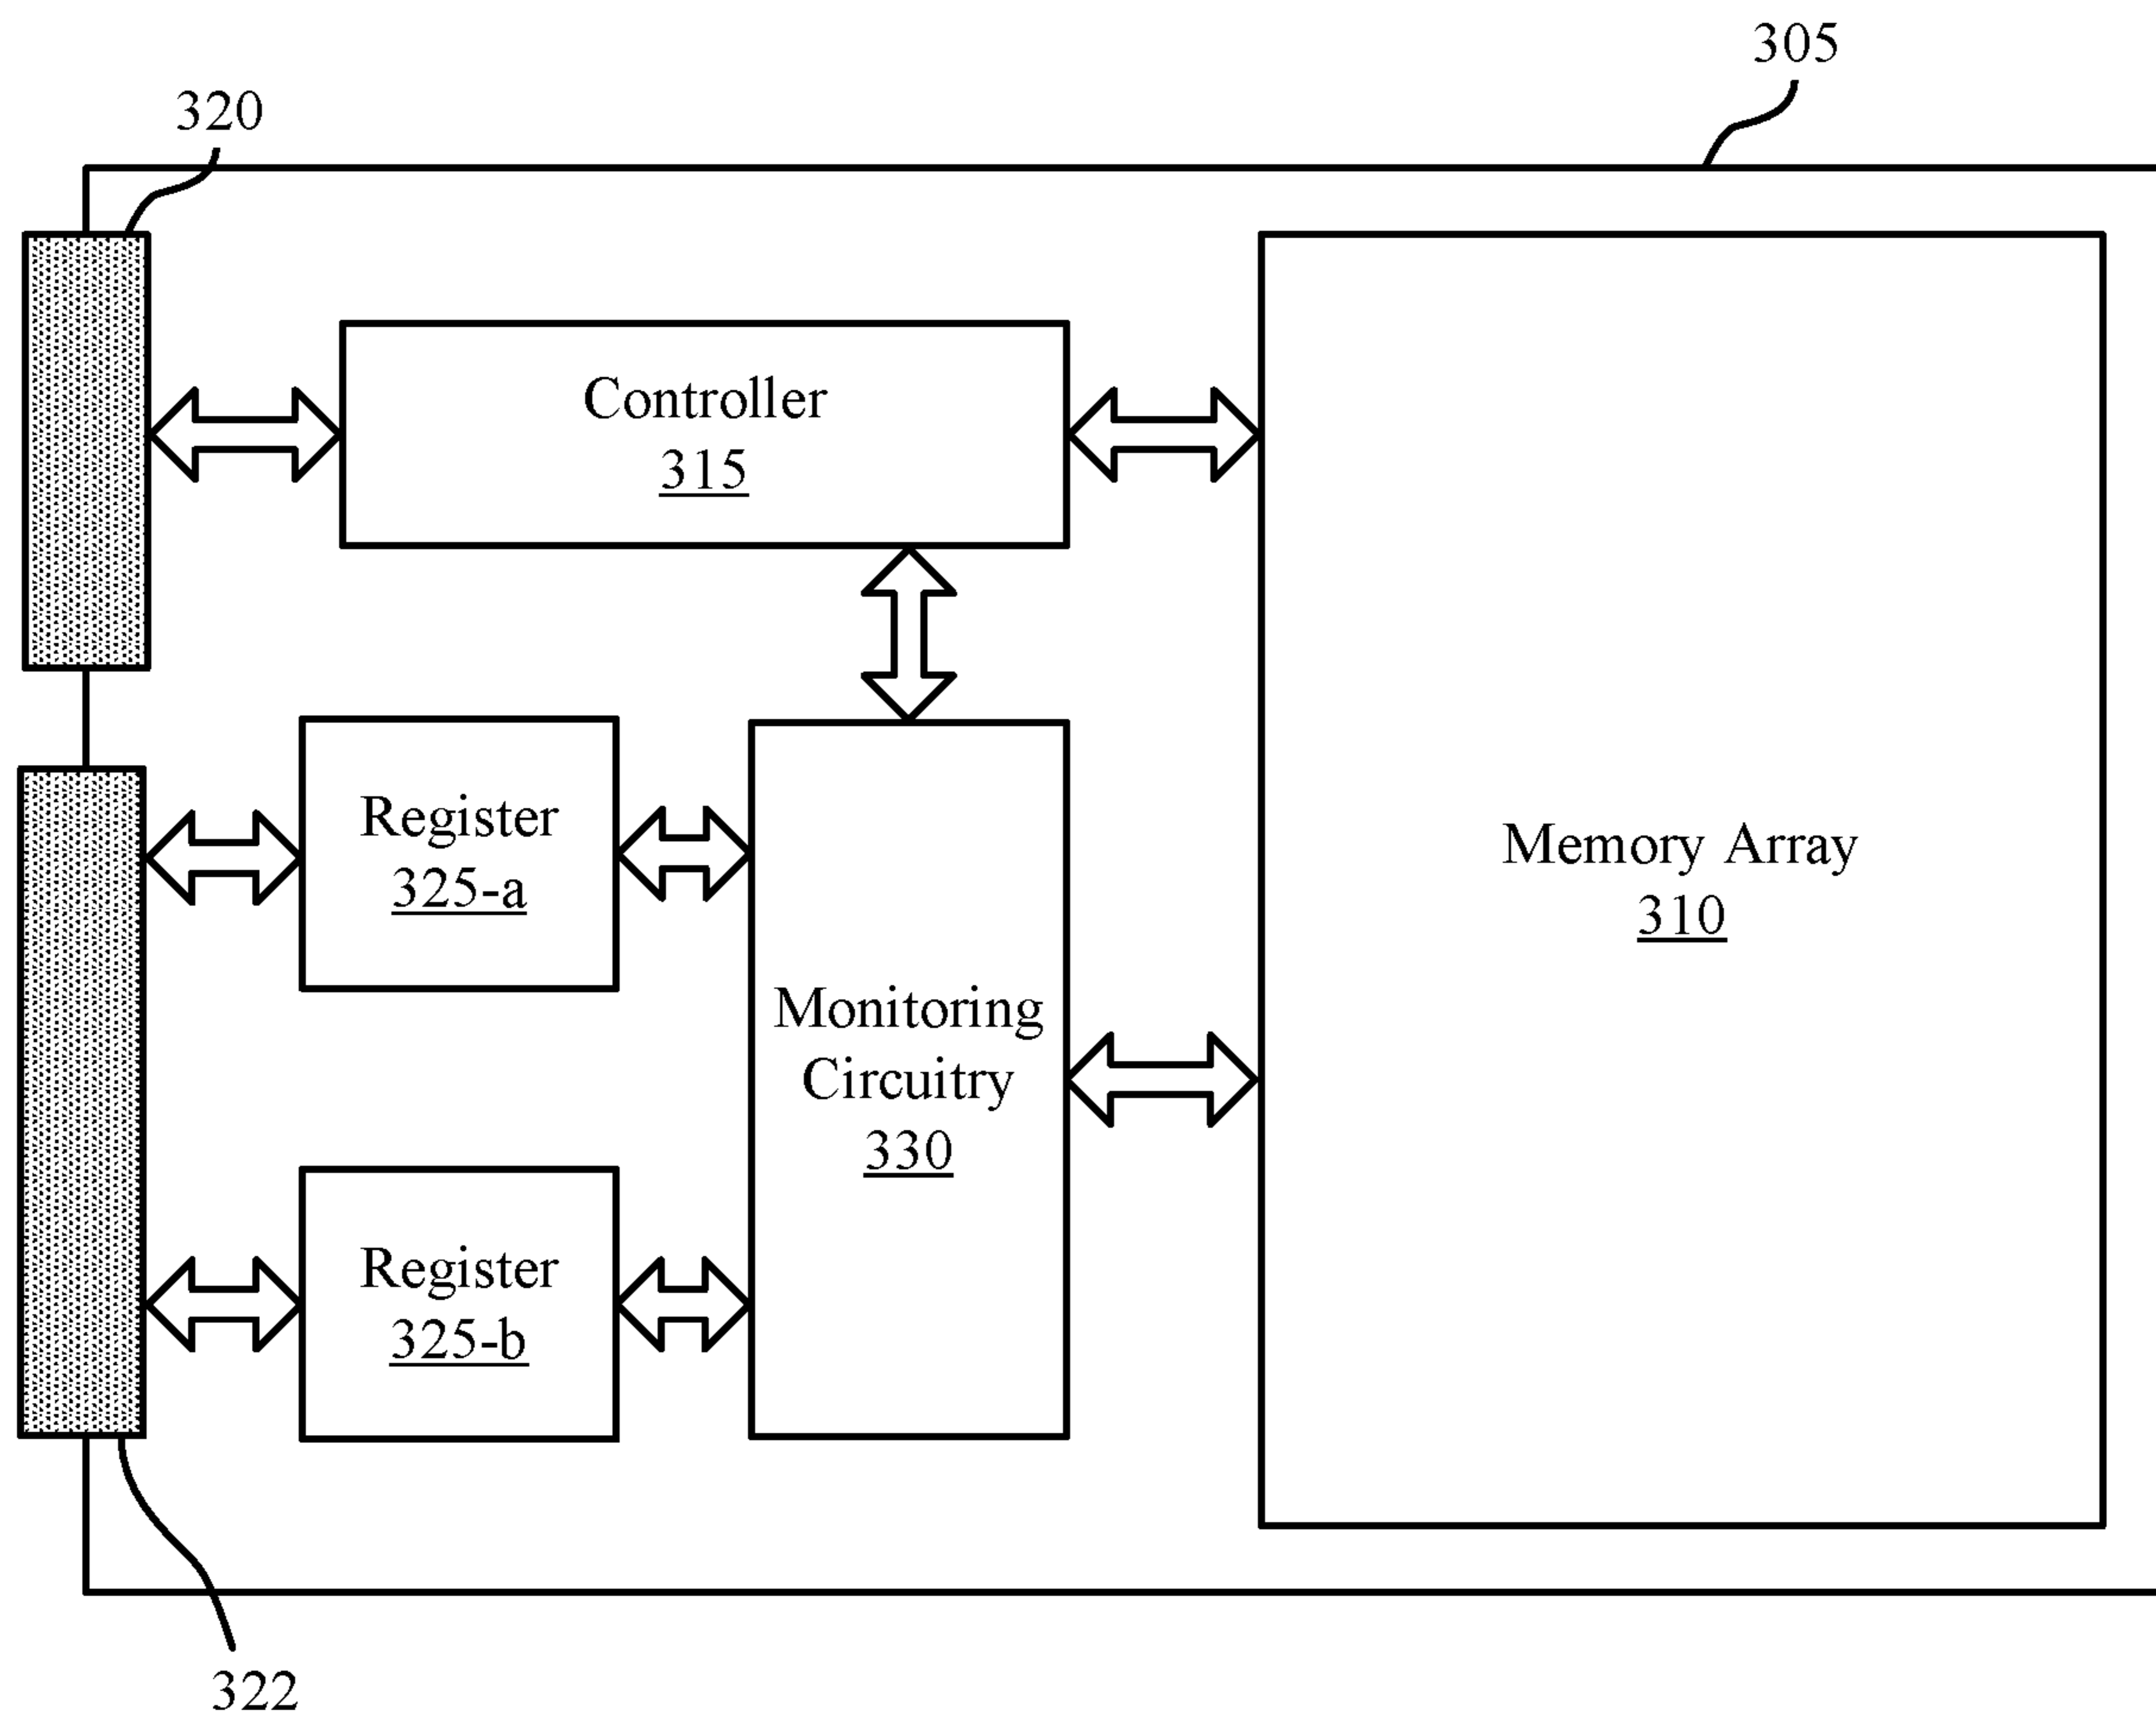 305
320
Controller
315
Register
325-a
Memory Array
310
Monitoring
Circuitry
330
Register
325-b
322